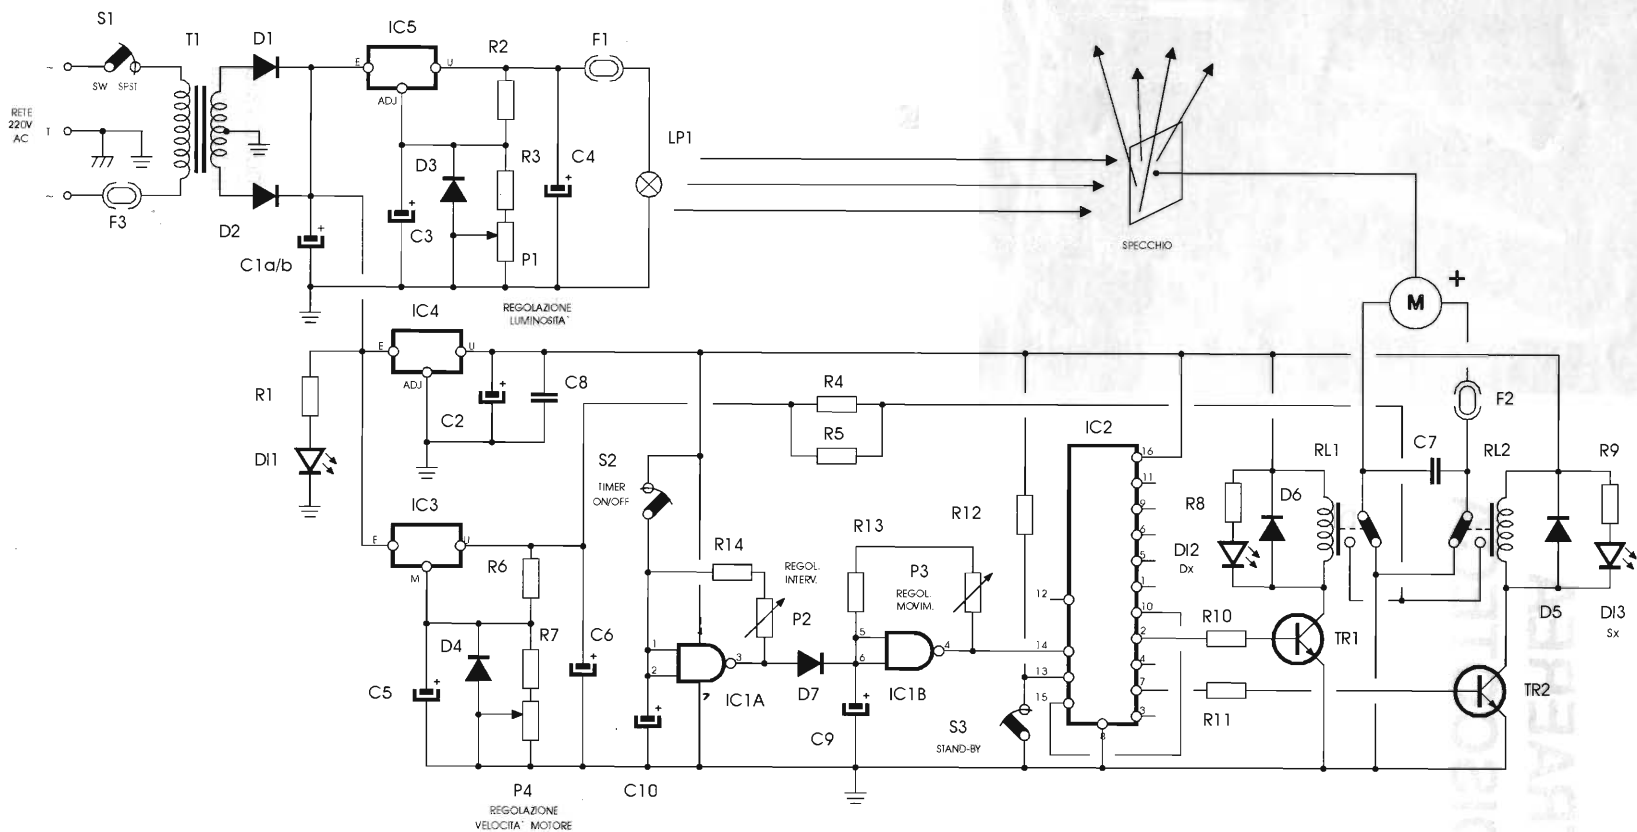 S1
T1
D1
IC5
R2
F1
~
SW SPST
E
U
ADJ
RETE
220V
AC
T
~
F3
D2
C1a/b
+
D3
R3
C4
+
C3
+
P1
LP1
REGOLAZIONE
LUMINOSITA'
SPECCHIO
M
+
IC4
E
U
ADJ
R1
C2
+
C8
DI1
R4
R5
IC2
F2
C7
RL1
RL2
R9
S2
TIMER
ON/OFF
IC3
E
U
M
R6
R14
REGOL.
INTERV.
R13
P3
REGOL.
MOVIM.
R12
16
11
9
6
5
1
10
2
4
7
3
12
14
13
15
8
R8
D6
DI2
Dx
D5
DI3
Sx
D4
R7
C6
+
C5
+
P2
1
2
3
7
IC1A
D7
5
6
4
IC1B
C9
+
C10
+
S3
STAND-BY
R10
R11
TR1
TR2
P4
REGOLAZIONE
VELOCITA' MOTORE